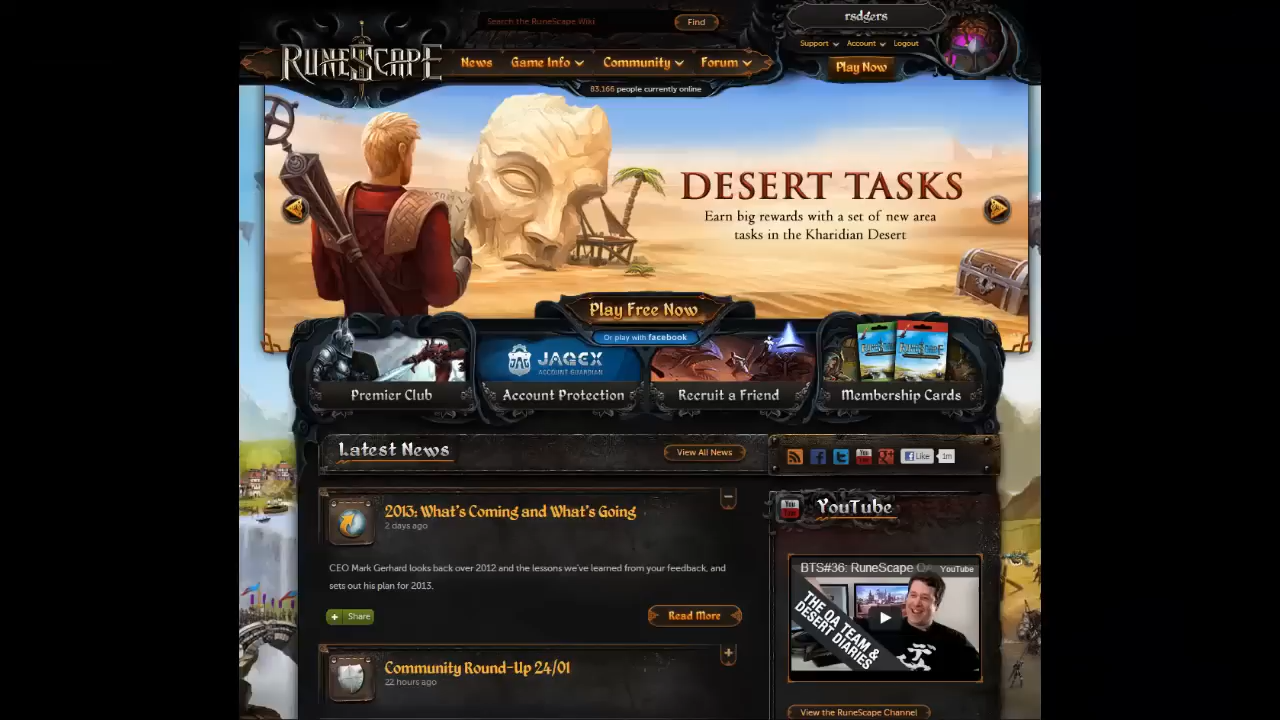 Search the RuneScape Wiki
Find
rsdgers
Support
Account
Logout
Play Now
RUNESCAPE
News
Game Info
Community
Forum
83,166 people currently online
DESERT TASKS
Earn big rewards with a set of new area
tasks in the Kharidian Desert
Play Free Now
Or play with facebook
JAGEX
ACCOUNT GUARDIAN
RUNESCAPE
Premier Club
Account Protection
Recruit a Friend
Membership Cards
Latest News
View All News
You Tube
Like
1m
2013: What's Coming and What's Going
2 days ago
CEO Mark Gerhard looks back over 2012 and the lessons we've learned from your feedback, and
sets out his plan for 2013.
Share
Read More
Community Round-Up 24/01
22 hours ago
You Tube
YouTube
BTS#36: RuneScape
YouTube
THE QA TEAM &
DESERT DIARIES
View the RuneScape Channel